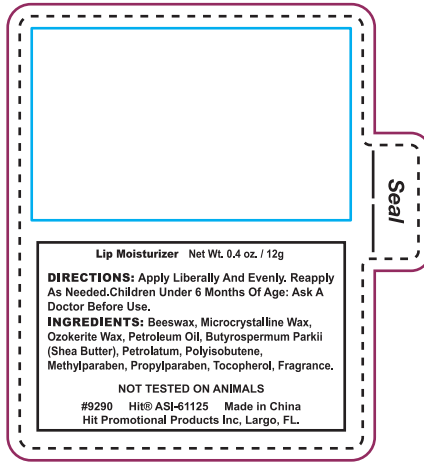 Seal
Lip Moisturizer Net Wt. 0.4 oz. / 12g
DIRECTIONS: Apply Liberally And Evenly. Reapply
As Needed.Children Under 6 Months Of Age: Ask A
Doctor Before Use.
INGREDIENTS: Beeswax, Microcrystalline Wax,
Ozokerite Wax, Petroleum Oil, Butyrospermum Parkii
(Shea Butter), Petrolatum, Polyisobutene,
Methylparaben, Propylparaben, Tocopherol, Fragrance.
NOT TESTED ON ANIMALS
#9290 Hit® ASI-61125 Made in China
Hit Promotional Products Inc, Largo, FL.